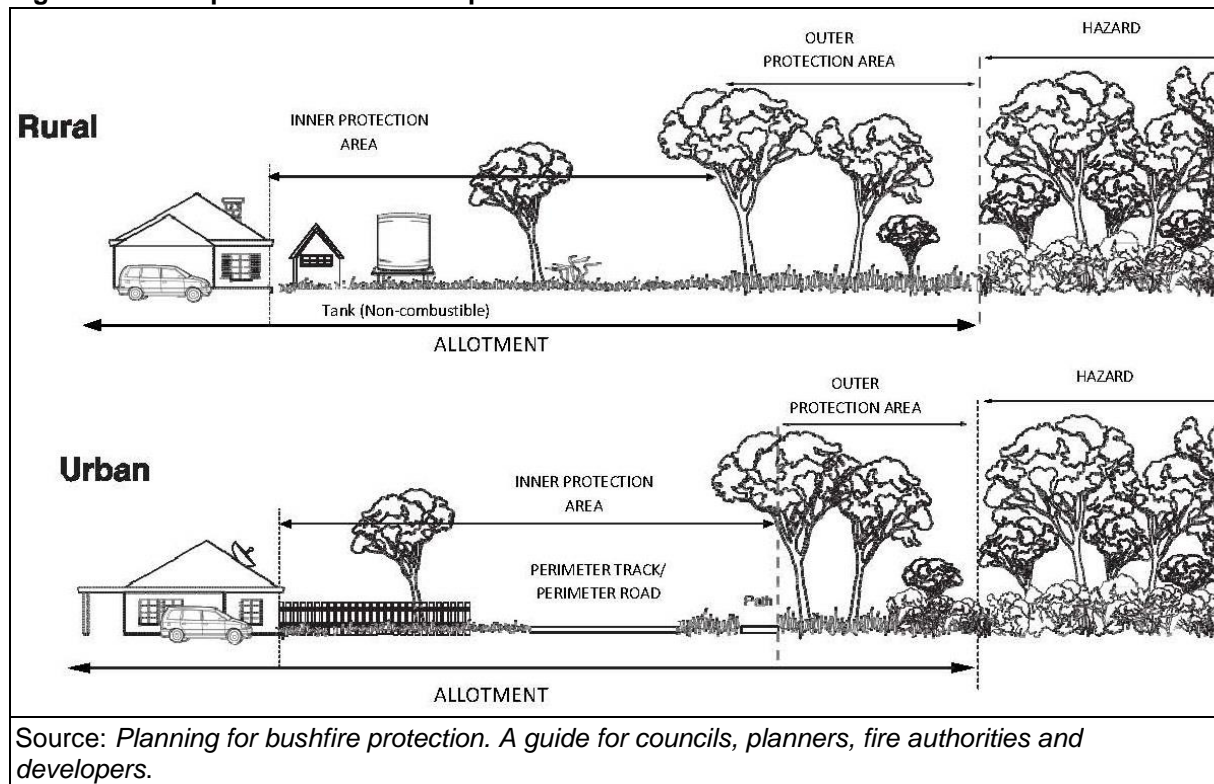 OUTER
PROTECTION AREA
HAZARD
Rural
INNER PROTECTION
AREA
Tank (Non-combustible)
ALLOTMENT
OUTER
PROTECTION AREA
HAZARD
Urban
INNER PROTECTION
AREA
PERIMETER TRACK/
PERIMETER ROAD
Path
ALLOTMENT
Source: Planning for bushfire protection. A guide for councils, planners, fire authorities and
developers.